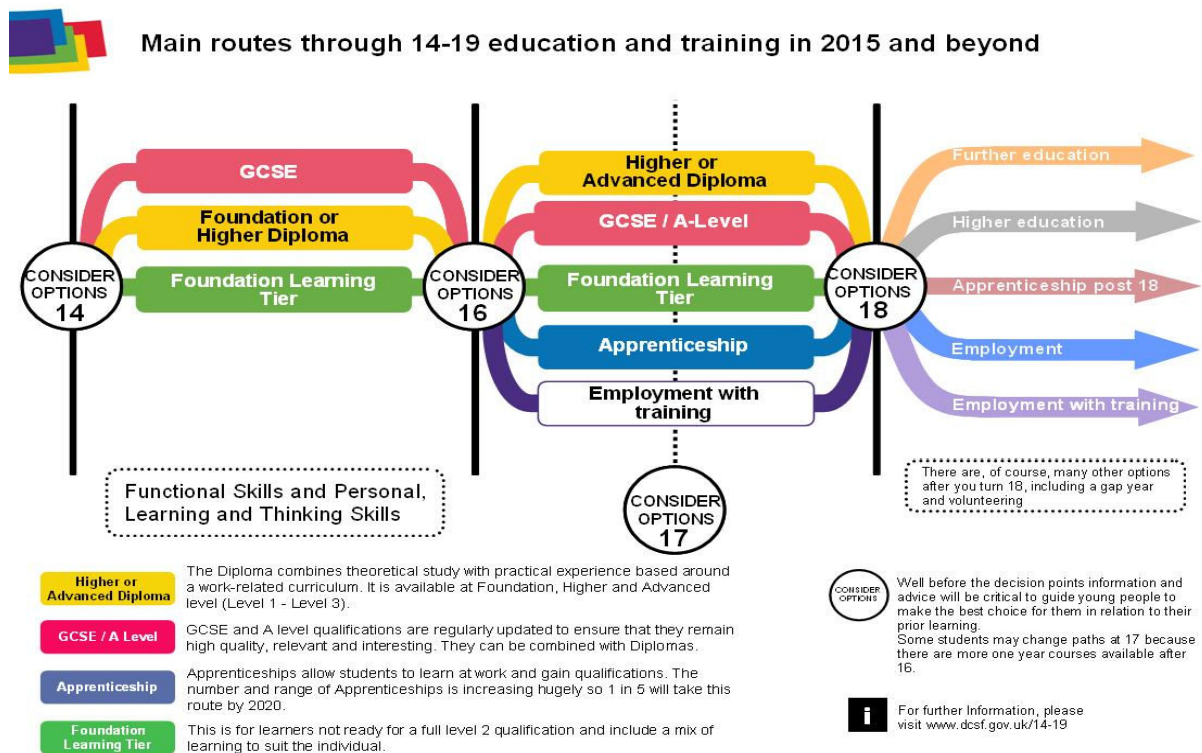 Main routes through 14-19 education and training in 2015 and beyond
GCSE
Foundation or
Higher Diploma
Foundation Learning
Tier
CONSIDER
OPTIONS
14
CONSIDER
OPTIONS
16
Higher or
Advanced Diploma
GCSE / A-Level
Foundation Learning
Tier
Apprenticeship
Employment with
training
CONSIDER
OPTIONS
18
Further education
Higher education
Apprenticeship post 18
Employment
Employment with training
Functional Skills and Personal,
Learning and Thinking Skills
CONSIDER
OPTIONS
17
There are, of course, many other options
after you turn 18, including a gap year
and volunteering
Higher or
Advanced Diploma
The Diploma combines theoretical study with practical experience based around
a work-related curriculum. It is available at Foundation, Higher and Advanced
level (Level 1 - Level 3).
GCSE / A Level
GCSE and A level qualifications are regularly updated to ensure that they remain
high quality, relevant and interesting. They can be combined with Diplomas.
Apprenticeship
Apprenticeships allow students to learn at work and gain qualifications. The
number and range of Apprenticeships is increasing hugely so 1 in 5 will take this
route by 2020.
Foundation
Learning Tier
This is for learners not ready for a full level 2 qualification and include a mix of
learning to suit the individual.
CONSIDER
OPTIONS
Well before the decision points information and
advice will be critical to guide young people to
make the best choice for them in relation to their
prior learning.
Some students may change paths at 17 because
there are more one year courses available after
16.
i
For further Information, please
visit www.dcsf.gov.uk/14-19